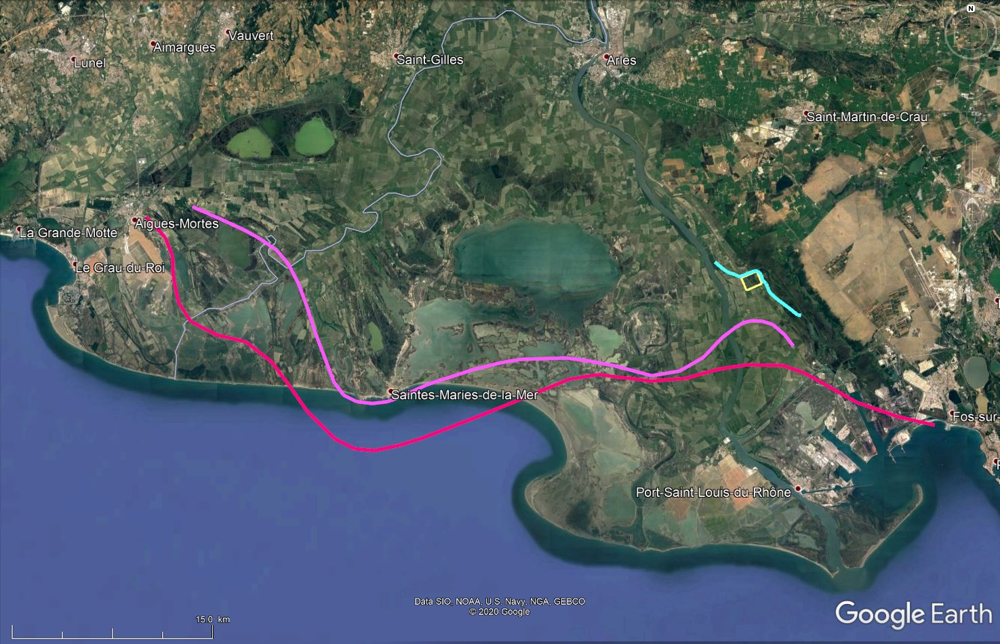 N
Vauvert
Aimargues
Lunel
Saint-Gilles
Arles
Saint-Martin-de-Crau
Aigues-Mortes
La Grande-Motte
Le Grau-du-Roi
Saintes-Maries-de-la-Mer
Fos-sur-
Port-Saint-Louis-du-Rhône
Data SIO, NOAA, U.S. Navy, NGA, GEBCO
© 2020 Google
15.0 km
Google Earth